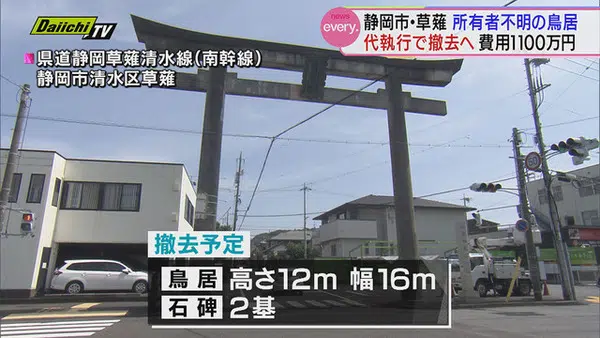 Daiichi-TV
県道静岡草薙清水線(南幹線)
静岡市清水区草薙
news
every.
静岡市・草薙 所有者不明の鳥居
代執行で撤去へ 費用1100万円
撤去予定
鳥居 高さ12m 幅16m
石碑 2基